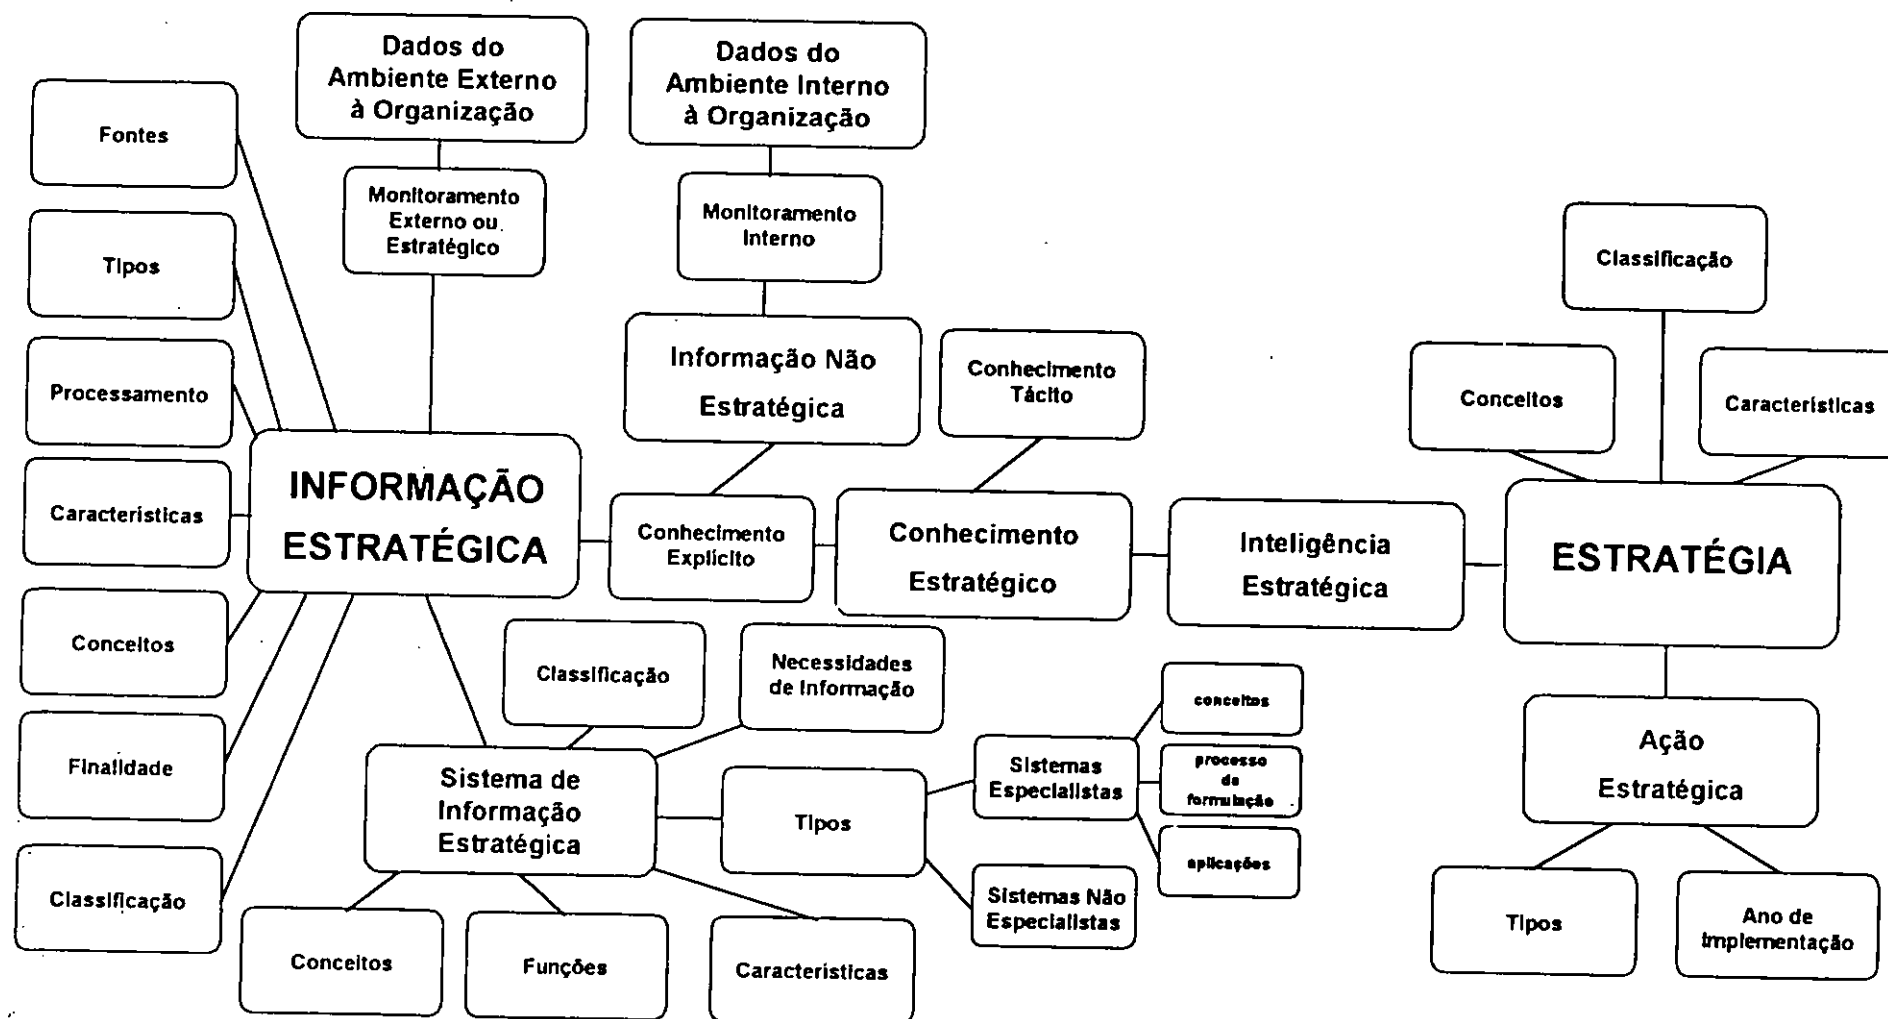 Dados do
Ambiente Externo
à Organização
Dados do
Ambiente Interno
à Organização
Fontes
Monitoramento
Externo ou
Estratégico
Monitoramento
Interno
Tipos
Classificação
Processamento
Informação Não
Estratégica
Conhecimento
Tácito
Conceitos
Características
INFORMAÇÃO
ESTRATÉGICA
Características
Conhecimento
Explícito
Conhecimento
Estratégico
Inteligência
Estratégica
ESTRATÉGIA
Conceitos
Classificação
Necessidades
de Informação
conceitos
Finalidade
Sistema de
Informação
Estratégica
Tipos
Sistemas
Especialistas
processo
de
formulação
Ação
Estratégica
aplicações
Classificação
Sistemas Não
Especialistas
Tipos
Ano de
Implementação
Conceitos
Funções
Características